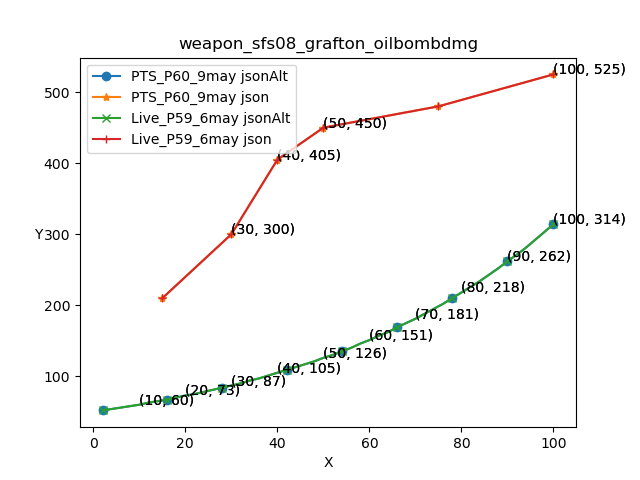 weapon_sfs08_grafton_oilbombdmg
PTS_P60_9may jsonAlt
PTS_P60_9may json
Live_P59_6may jsonAlt
Live_P59_6may json
(100, 525)
(50, 450)
(40, 405)
(30, 300)
(100, 314)
(90, 262)
(80, 218)
(70, 181)
(60, 151)
(50, 126)
(40, 105)
(30, 87)
(20, 73)
(10, 60)
500
400
Y 300
200
100
0 20 40 60 80 100
X